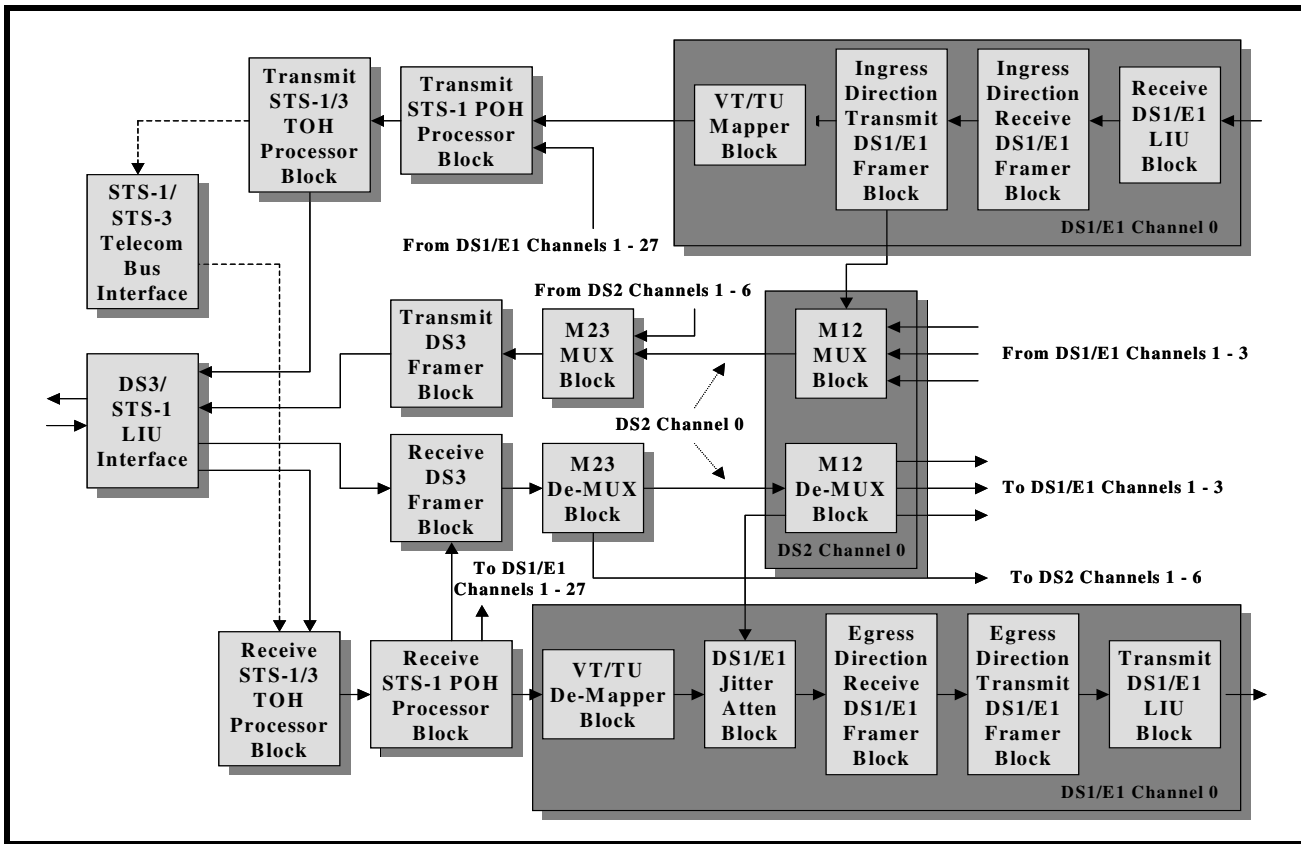 Transmit
STS-1/3
TOH
Processor
Block
Transmit
STS-1 POH
Processor
Block
VT/TU
Mapper
Block
Ingress
Direction
Transmit
DS1/E1
Framer
Block
Ingress
Direction
Receive
DS1/E1
Framer
Block
Receive
DS1/E1
LIU
Block
DS1/E1 Channel 0
STS-1/
STS-3
Telecom
Bus
Interface
From DS1/E1 Channels 1 - 27
From DS2 Channels 1 - 6
Transmit
DS3
Framer
Block
M23
MUX
Block
M12
MUX
Block
From DS1/E1 Channels 1 - 3
DS3/
STS-1
LIU
Interface
DS2 Channel 0
Receive
DS3
Framer
Block
M23
De-MUX
Block
M12
De-MUX
Block
To DS1/E1 Channels 1 - 3
DS2 Channel 0
To DS1/E1
Channels 1 - 27
To DS2 Channels 1 - 6
Receive
STS-1/3
TOH
Processor
Block
Receive
STS-1 POH
Processor
Block
VT/TU
De-Mapper
Block
DS1/E1
Jitter
Atten
Block
Egress
Direction
Receive
DS1/E1
Framer
Block
Egress
Direction
Transmit
DS1/E1
Framer
Block
Transmit
DS1/E1
LIU
Block
DS1/E1 Channel 0